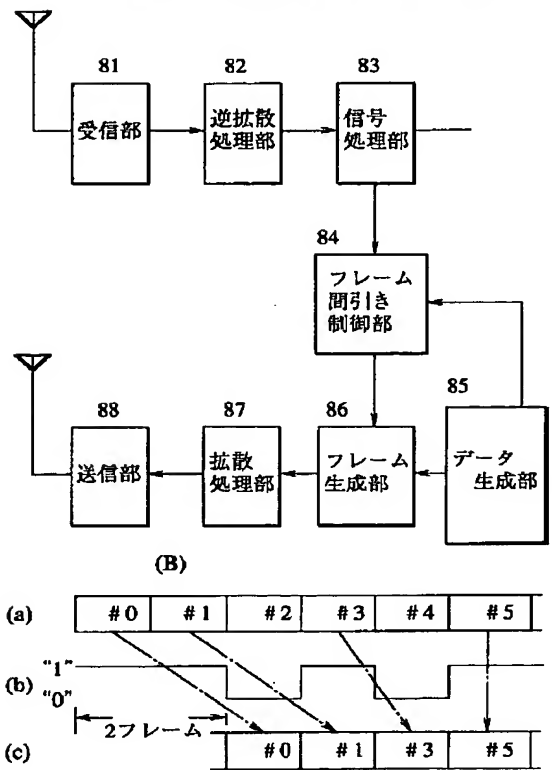 81
82
83
受信部
逆拡散
処理部
信号
処理部
84
フレーム
間引き
制御部
85
88
87
86
送信部
拡散
処理部
フレーム
生成部
データ
生成部
(B)
(a) #0 #1 #2 #3 #4 #5
"1"
(b)
"0"
2フレーム
(c) #0 #1 #3 #5